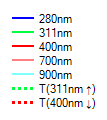 280nm
311nm
400nm
700nm
900nm
T(311nm ↑)
T(400nm ↓)